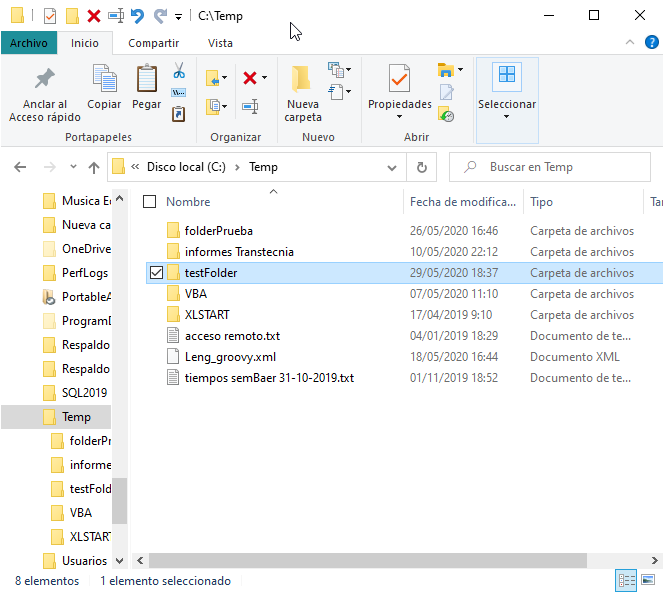 C:\Temp
Archivo Inicio Compartir Vista
Anclar al Acceso rápido
Copiar
Pegar
Nueva carpeta
Propiedades
Seleccionar
Portapapeles Organizar Nuevo Abrir
« Disco local (C:) › Temp
Buscar en Temp
Nombre Fecha de modifica... Tipo Ta
Musica E
Nueva ca
OneDrive
PerfLogs
PortableA
ProgramD
Respaldo
Respaldo
SQL2019
Temp
folderPr
informe
testFold
VBA
XLSTAR
Usuarios
folderPrueba 26/05/2020 16:46 Carpeta de archivos
informes Transtecnia 10/05/2020 22:12 Carpeta de archivos
testFolder 29/05/2020 18:37 Carpeta de archivos
VBA 07/05/2020 11:10 Carpeta de archivos
XLSTART 17/04/2019 9:10 Carpeta de archivos
acceso remoto.txt 04/01/2019 18:29 Documento de te...
Leng_groovy.xml 18/05/2020 16:44 Documento XML
tiempos semBaer 31-10-2019.txt 01/11/2019 18:52 Documento de te...
8 elementos 1 elemento seleccionado